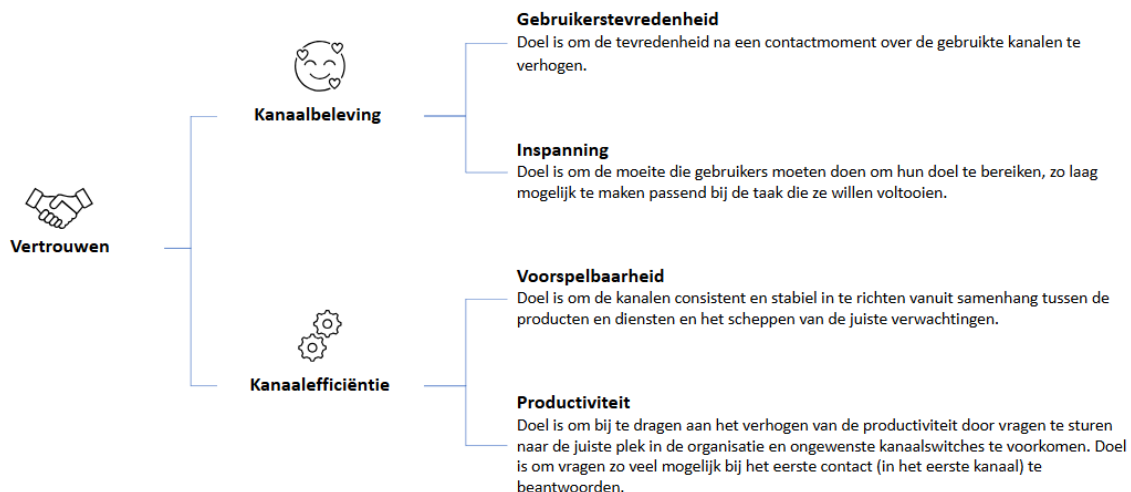 Gebruikerstevredenheid
Doel is om de tevredenheid na een contactmoment over de gebruikte kanalen te
verhogen.
Kanaalbeleving
Inspanning
Doel is om de moeite die gebruikers moeten doen om hun doel te bereiken, zo laag
mogelijk te maken passend bij de taak die ze willen voltooien.
Vertrouwen
Voorspelbaarheid
Doel is om de kanalen consistent en stabiel in te richten vanuit samenhang tussen de
producten en diensten en het scheppen van de juiste verwachtingen.
Kanaalefficiëntie
Productiviteit
Doel is om bij te dragen aan het verhogen van de productiviteit door vragen te sturen
naar de juiste plek in de organisatie en ongewenste kanaalswitches te voorkomen. Doel
is om vragen zo veel mogelijk bij het eerste contact (in het eerste kanaal) te
beantwoorden.